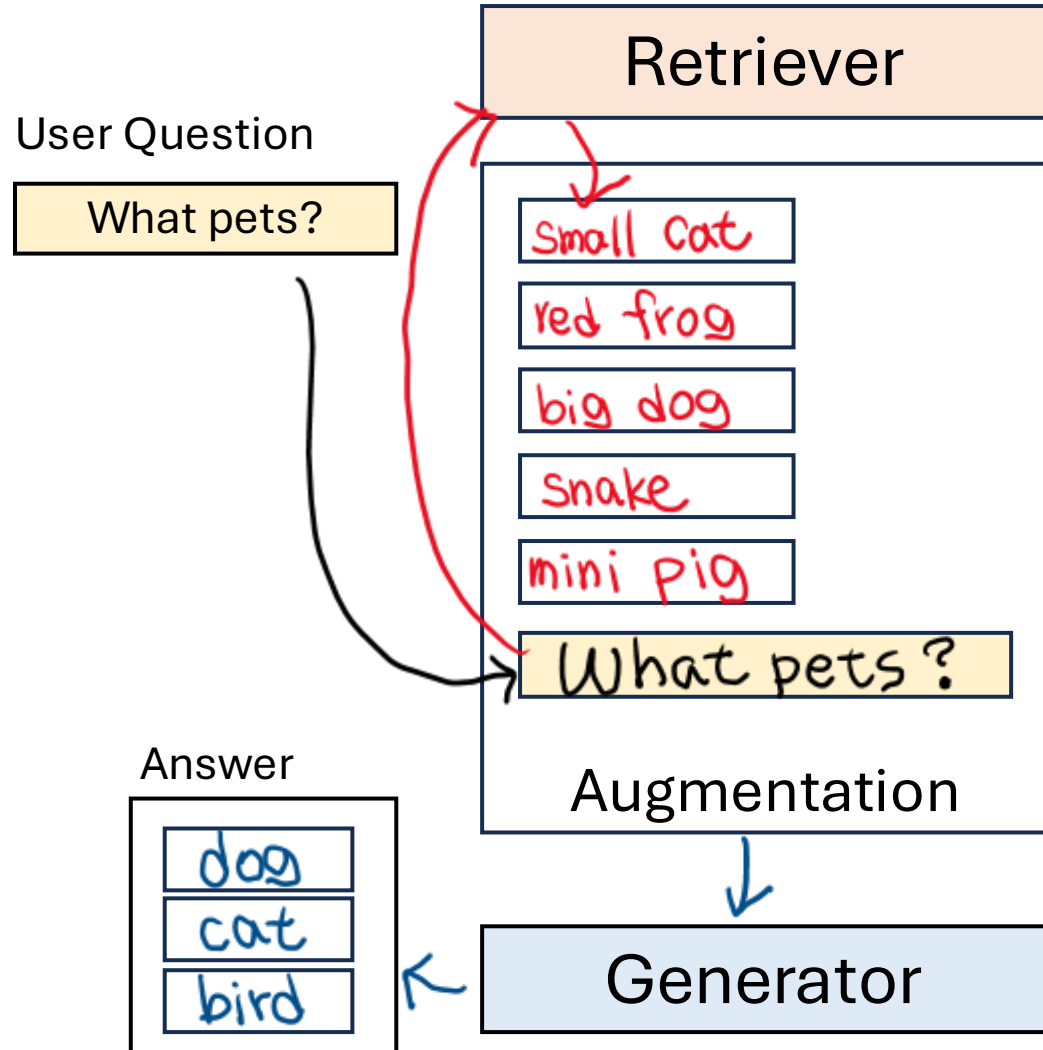 Retriever
User Question
What pets?
small cat
red frog
big dog
snake
mini pig
What pets?
Augmentation
Answer
dog
cat
bird
Generator